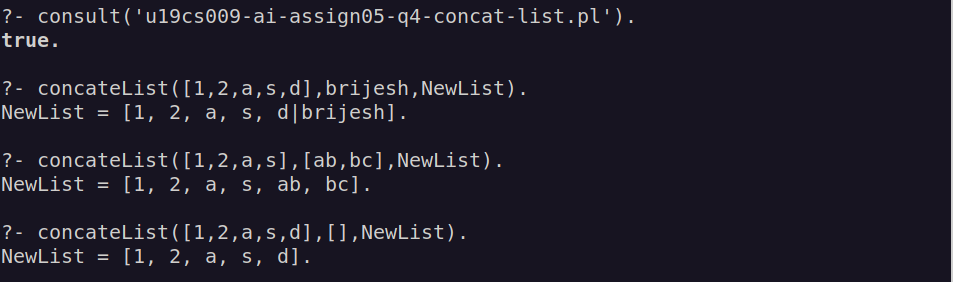 ?- consult('u19cs009-ai-assign05-q4-concat-list.pl').
true.
?- concateList([1,2,a,s,d],brijesh,NewList).
NewList = [1, 2, a, s, d|brijesh].
?- concateList([1,2,a,s],[ab,bc],NewList).
NewList = [1, 2, a, s, ab, bc].
?- concateList([1,2,a,s,d],[],NewList).
NewList = [1, 2, a, s, d].